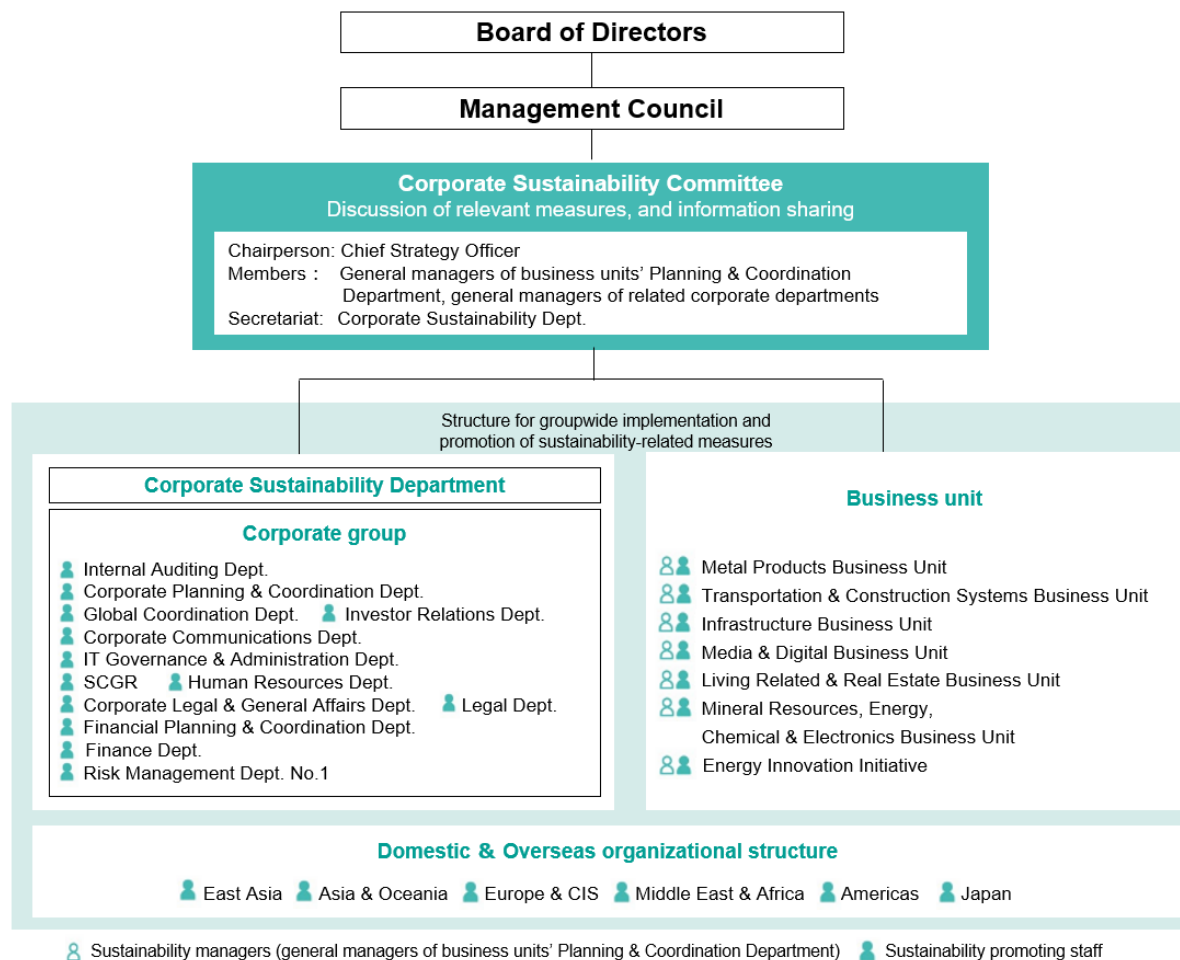 Board of Directors
Management Council
Corporate Sustainability Committee
Discussion of relevant measures, and information sharing
Chairperson: Chief Strategy Officer
Members : General managers of business units’ Planning & Coordination
Department, general managers of related corporate departments
Secretariat: Corporate Sustainability Dept.
Structure for groupwide implementation and
promotion of sustainability-related measures
Corporate Sustainability Department
Corporate group
Internal Auditing Dept.
Corporate Planning & Coordination Dept.
Global Coordination Dept. Investor Relations Dept.
Corporate Communications Dept.
IT Governance & Administration Dept.
SCGR Human Resources Dept.
Corporate Legal & General Affairs Dept. Legal Dept.
Financial Planning & Coordination Dept.
Finance Dept.
Risk Management Dept. No.1
Business unit
Metal Products Business Unit
Transportation & Construction Systems Business Unit
Infrastructure Business Unit
Media & Digital Business Unit
Living Related & Real Estate Business Unit
Mineral Resources, Energy,
Chemical & Electronics Business Unit
Energy Innovation Initiative
Domestic & Overseas organizational structure
East Asia Asia & Oceania Europe & CIS Middle East & Africa Americas Japan
Sustainability managers (general managers of business units’ Planning & Coordination Department) Sustainability promoting staff